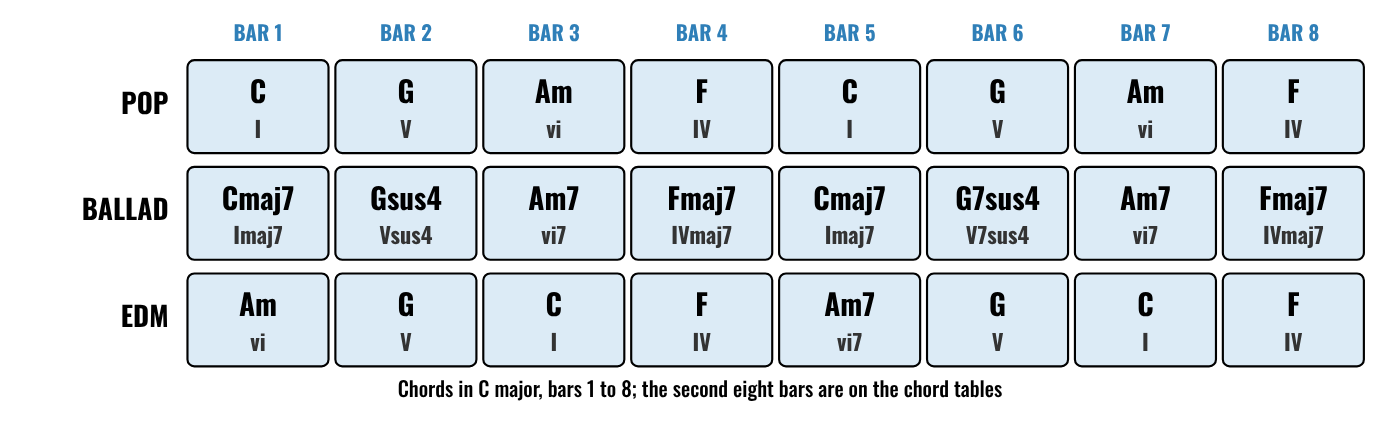 BAR 1 BAR 2 BAR 3 BAR 4 BAR 5 BAR 6 BAR 7 BAR 8
POP C G Am F C G Am F
I V vi IV I V vi IV
BALLAD Cmaj7 Gsus4 Am7 Fmaj7 Cmaj7 G7sus4 Am7 Fmaj7
Imaj7 Vsus4 vi7 IVmaj7 Imaj7 V7sus4 vi7 IVmaj7
EDM Am G C F Am7 G C F
vi V I IV vi7 V I IV
Chords in C major, bars 1 to 8; the second eight bars are on the chord tables